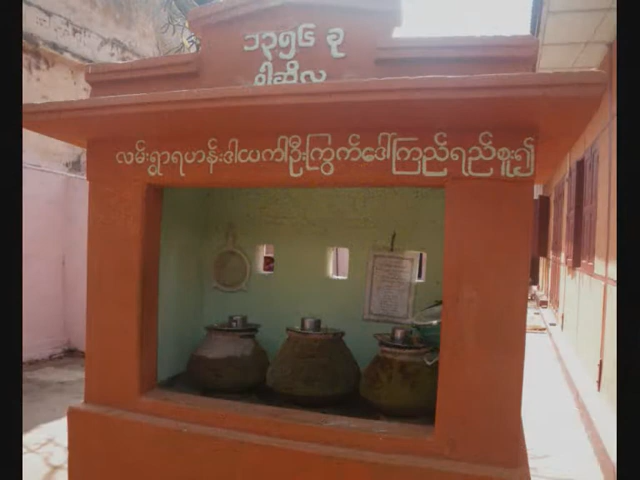 ၁၃၅၆ ခု
ဝါဆိုလ
လမ်းရွာရဟန်းဒါယကာဦးကြွက်ဒေါ်ကြည်ရည်စူး၍